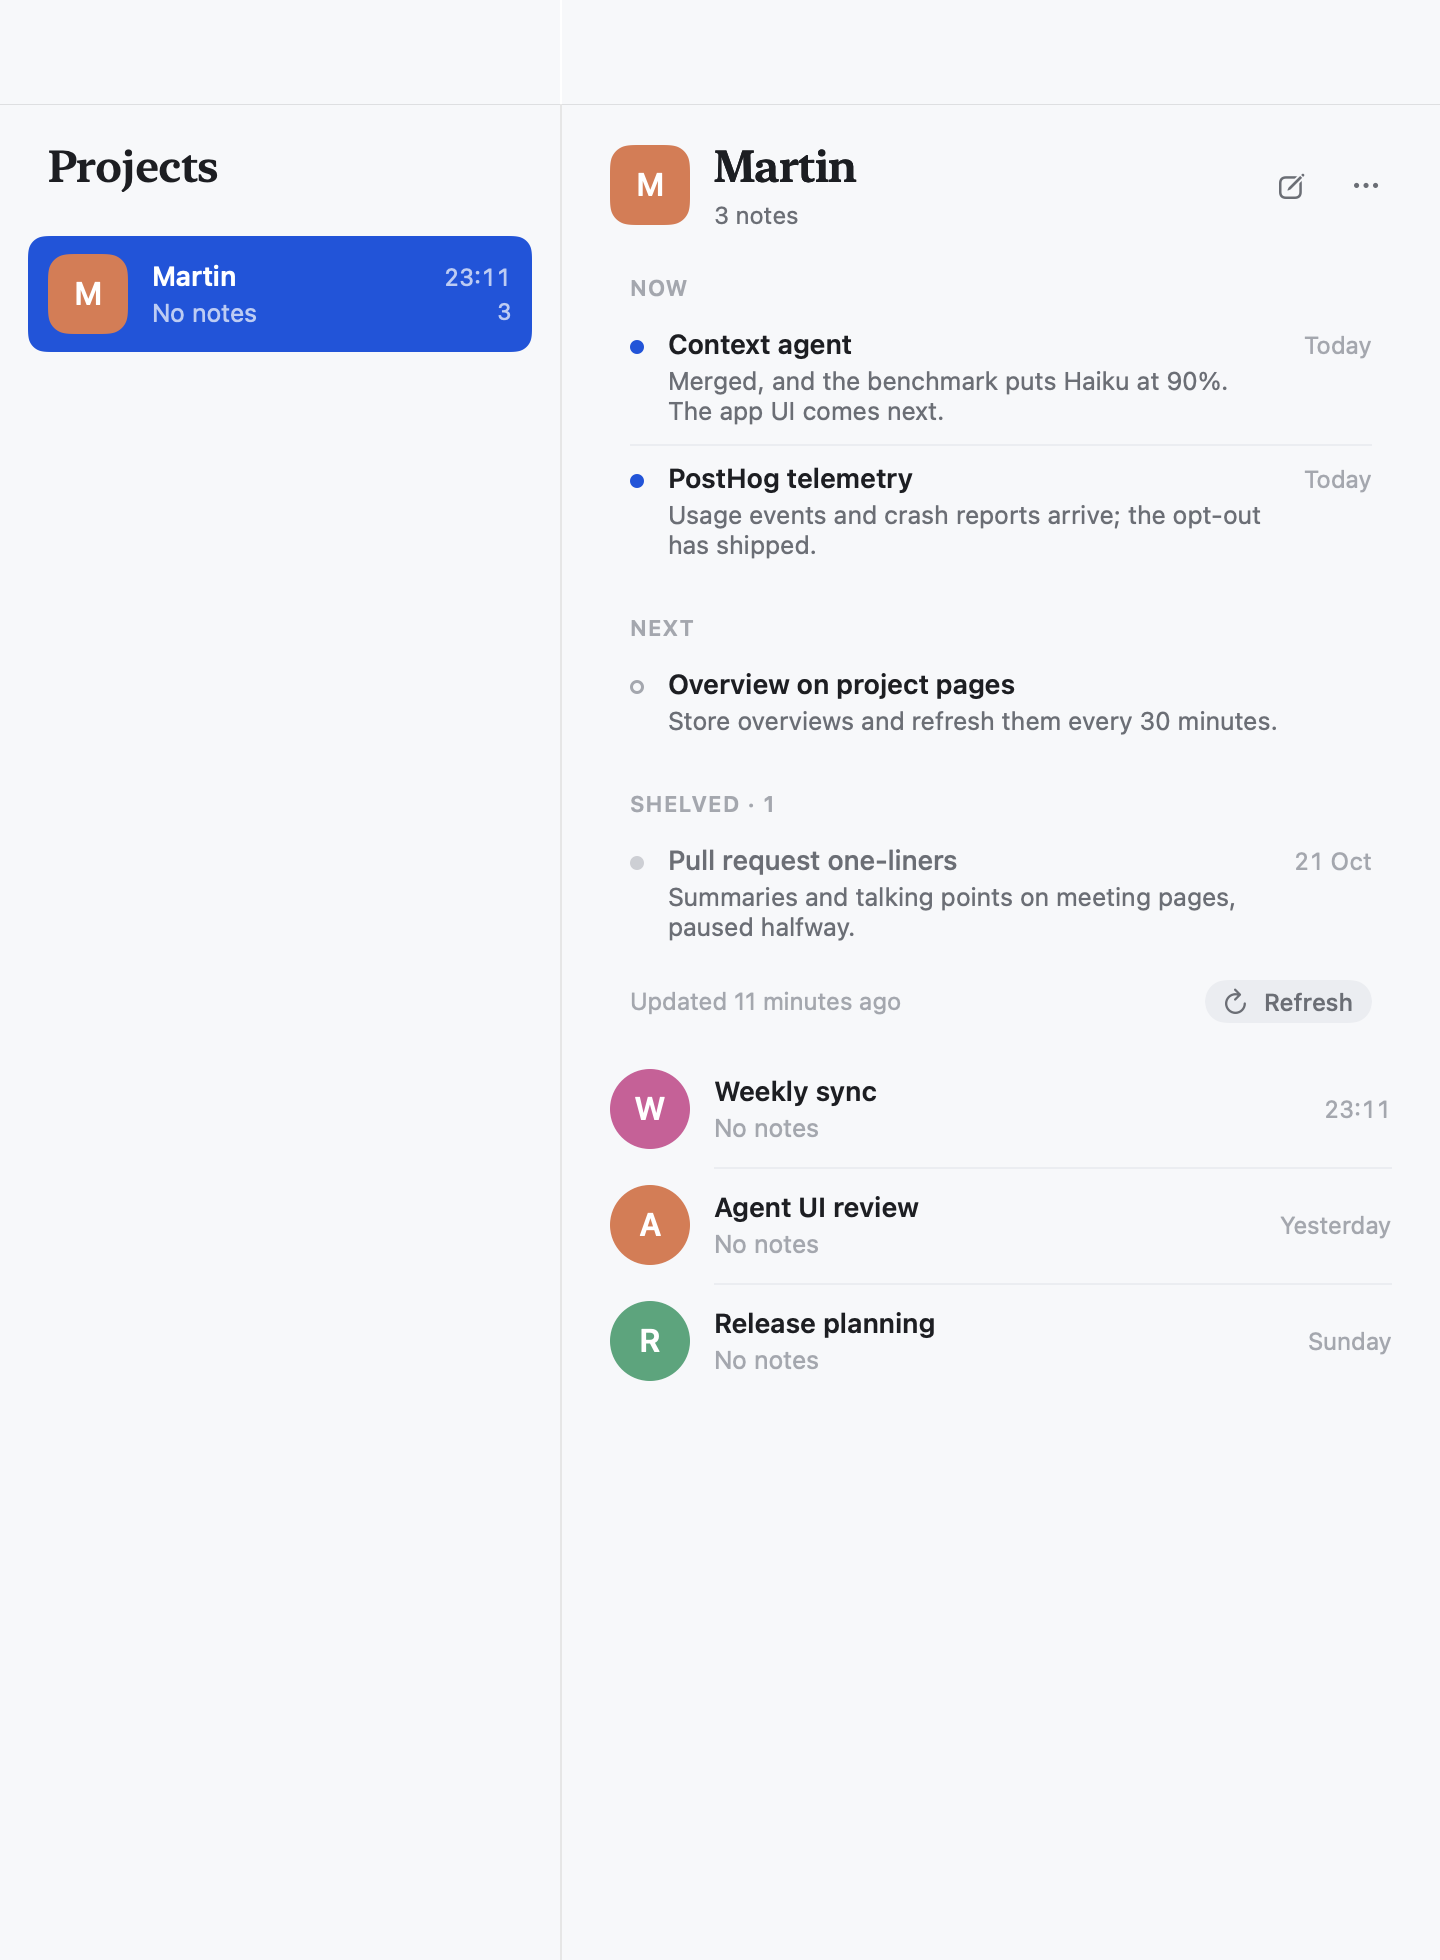 Projects
M
Martin
23:11
No notes
3
M
Martin
3 notes
NOW
Context agent
Today
Merged, and the benchmark puts Haiku at 90%.
The app UI comes next.
PostHog telemetry
Today
Usage events and crash reports arrive; the opt-out
has shipped.
NEXT
Overview on project pages
Store overviews and refresh them every 30 minutes.
SHELVED · 1
Pull request one-liners
21 Oct
Summaries and talking points on meeting pages,
paused halfway.
Updated 11 minutes ago
Refresh
W
Weekly sync
23:11
No notes
A
Agent UI review
Yesterday
No notes
R
Release planning
Sunday
No notes